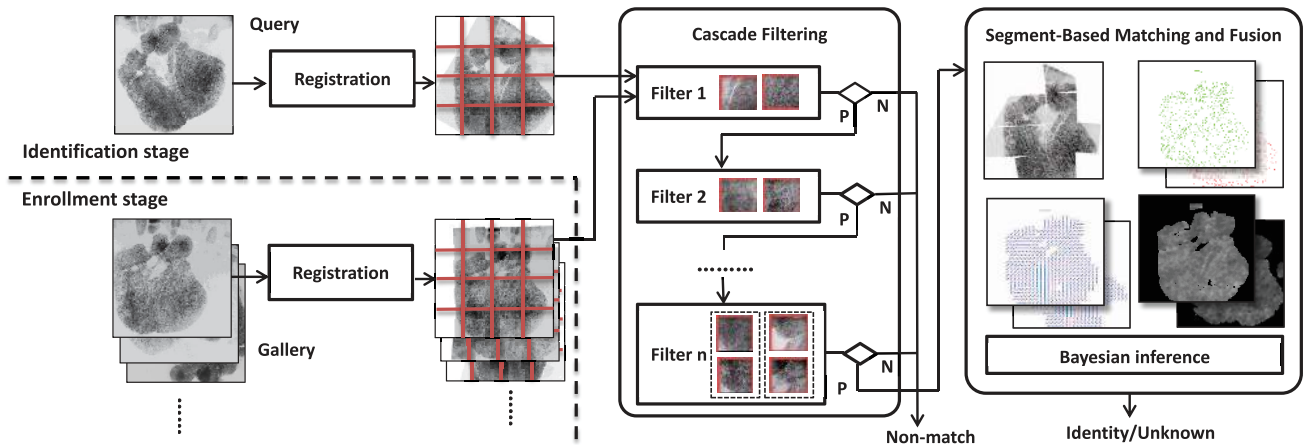 Query
Registration
Identification stage
Enrollment stage
Registration
Gallery
Cascade Filtering
Filter 1
N
P
Filter 2
N
P
Filter n
N
P
Non-match
Segment-Based Matching and Fusion
Bayesian inference
Identity/Unknown